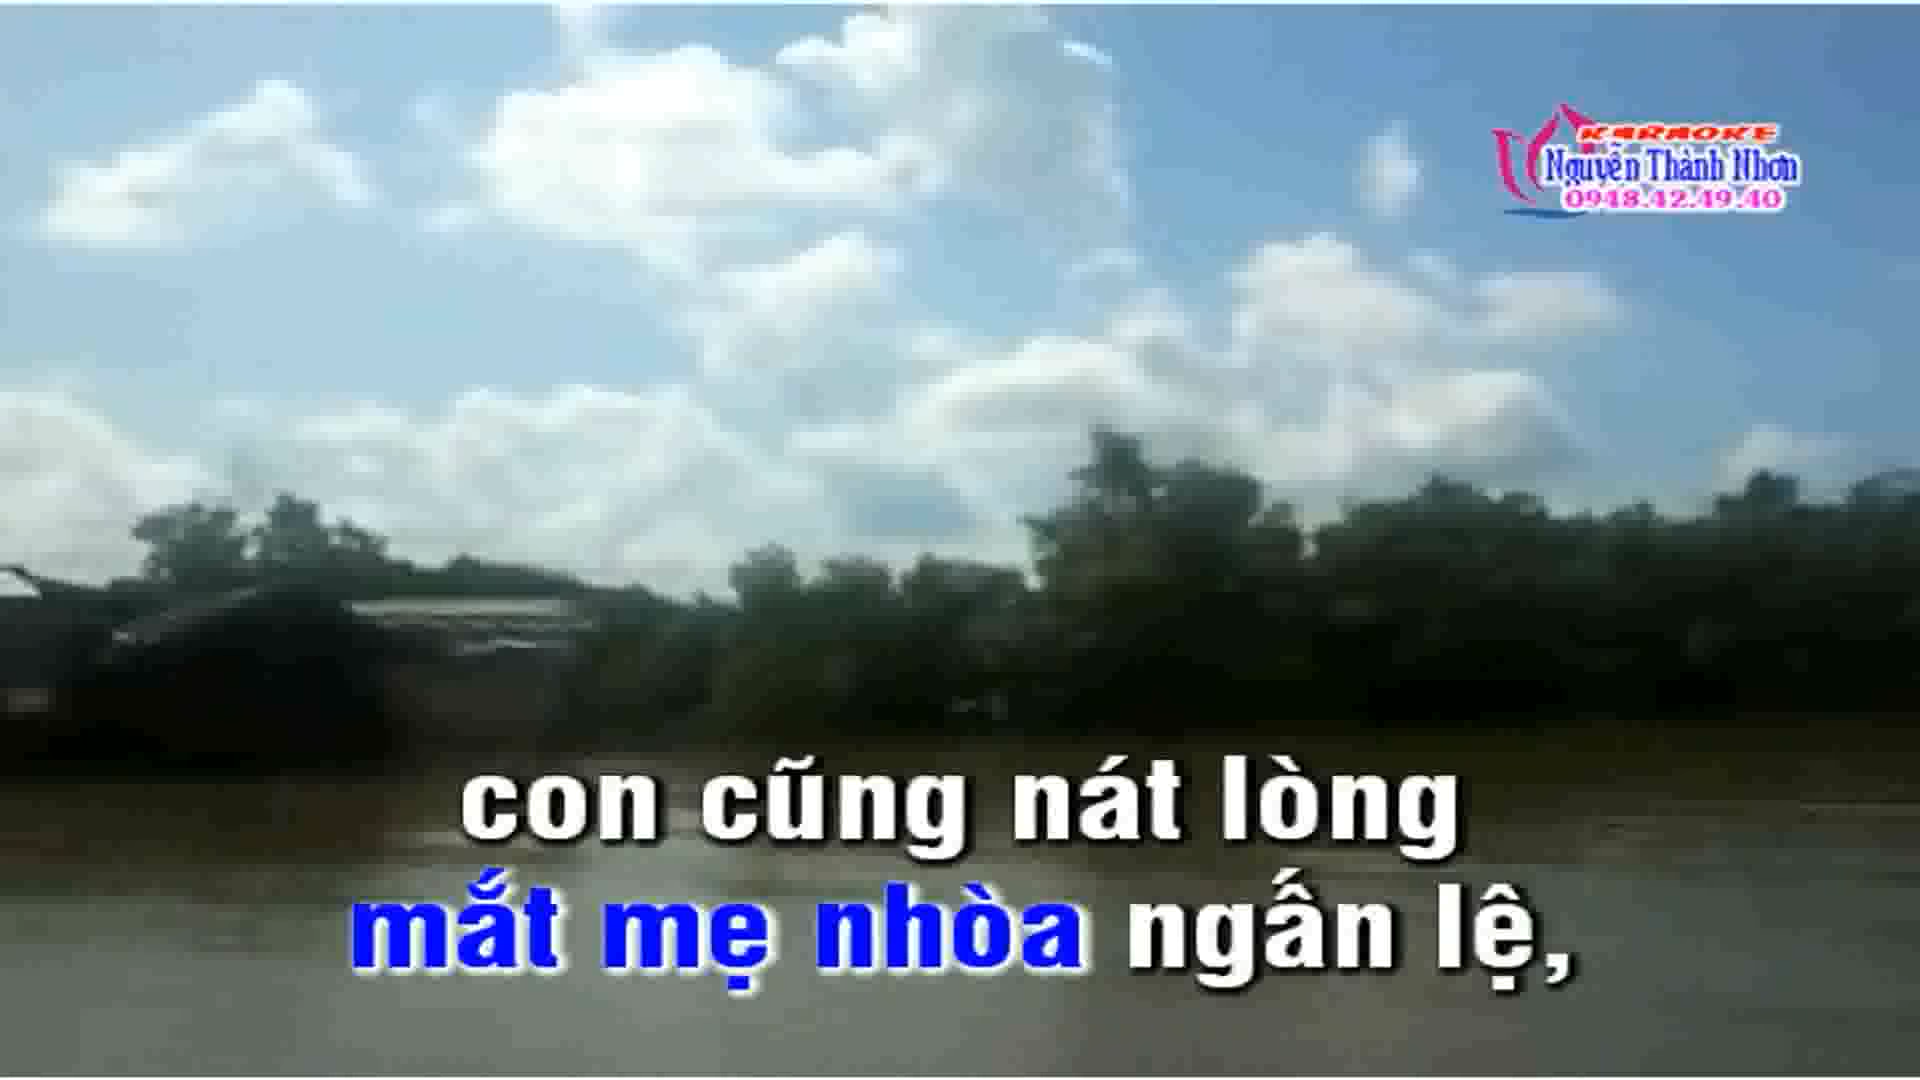 KARAOKE
Nguyễn Thành Nhơn
0948.42.49.40
con cũng nát lòng
mắt mẹ nhòa ngấn lệ,